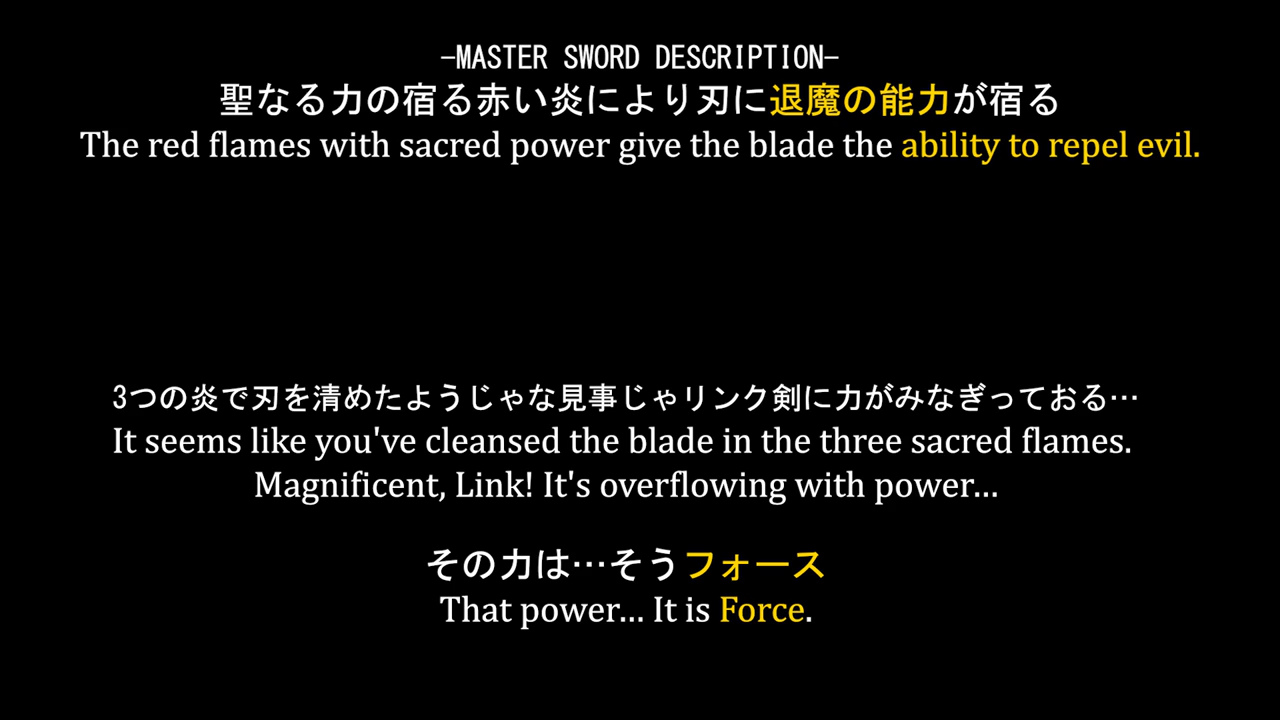 -MASTER SWORD DESCRIPTION-
聖なる力の宿る赤い炎により刃に退魔の能力が宿る
The red flames with sacred power give the blade the ability to repel evil.
3つの炎で刃を清めたようじゃな見事じゃリンク剣に力がみなぎっておる…
It seems like you've cleansed the blade in the three sacred flames.
Magnificent, Link! It's overflowing with power...
その力は…そうフォース
That power... It is Force.